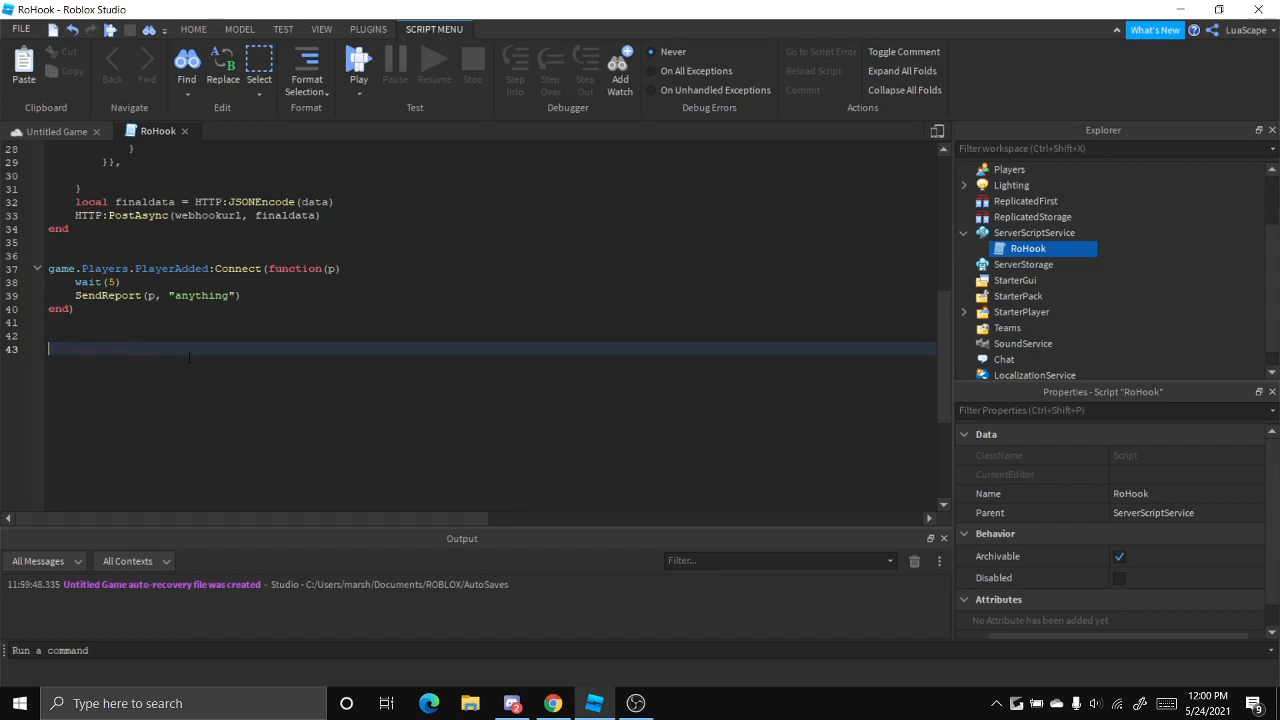 RoHook - Roblox Studio
FILE HOME MODEL TEST VIEW PLUGINS SCRIPT MENU What's New LuaScape
Paste Cut Copy
Clipboard
Back Fwd
Navigate
Find Replace Select
Edit
Format Selection
Format
Play Pause Resume Stop
Test
Step Into Step Over Step Out Add Watch
Debugger
Never
On All Exceptions
On Unhandled Exceptions
Debug Errors
Go to Script Error
Reload Script
Commit
Toggle Comment
Expand All Folds
Collapse All Folds
Actions
Untitled Game RoHook
28 }
29 }},
30
31 }
32 local finaldata = HTTP:JSONEncode(data)
33 HTTP:PostAsync(webhookurl, finaldata)
34 end
35
36
37 game.Players.PlayerAdded:Connect(function(p)
38 wait(5)
39 SendReport(p, "anything")
40 end)
41
42
43
Explorer
Filter workspace (Ctrl+Shift+X)
Players
Lighting
ReplicatedFirst
ReplicatedStorage
ServerScriptService
RoHook
ServerStorage
StarterGui
StarterPack
StarterPlayer
Teams
SoundService
Chat
LocalizationService
Properties - Script "RoHook"
Filter Properties (Ctrl+Shift+P)
Data
ClassName Script
CurrentEditor
Name RoHook
Parent ServerScriptService
Behavior
Archivable
Disabled
Attributes
No Attribute has been added yet
Output
All Messages All Contexts Filter...
11:59:48.335 Untitled Game auto-recovery file was created - Studio - C:/Users/marsh/Documents/ROBLOX/AutoSaves
Run a command
Type here to search
12:00 PM
5/24/2021